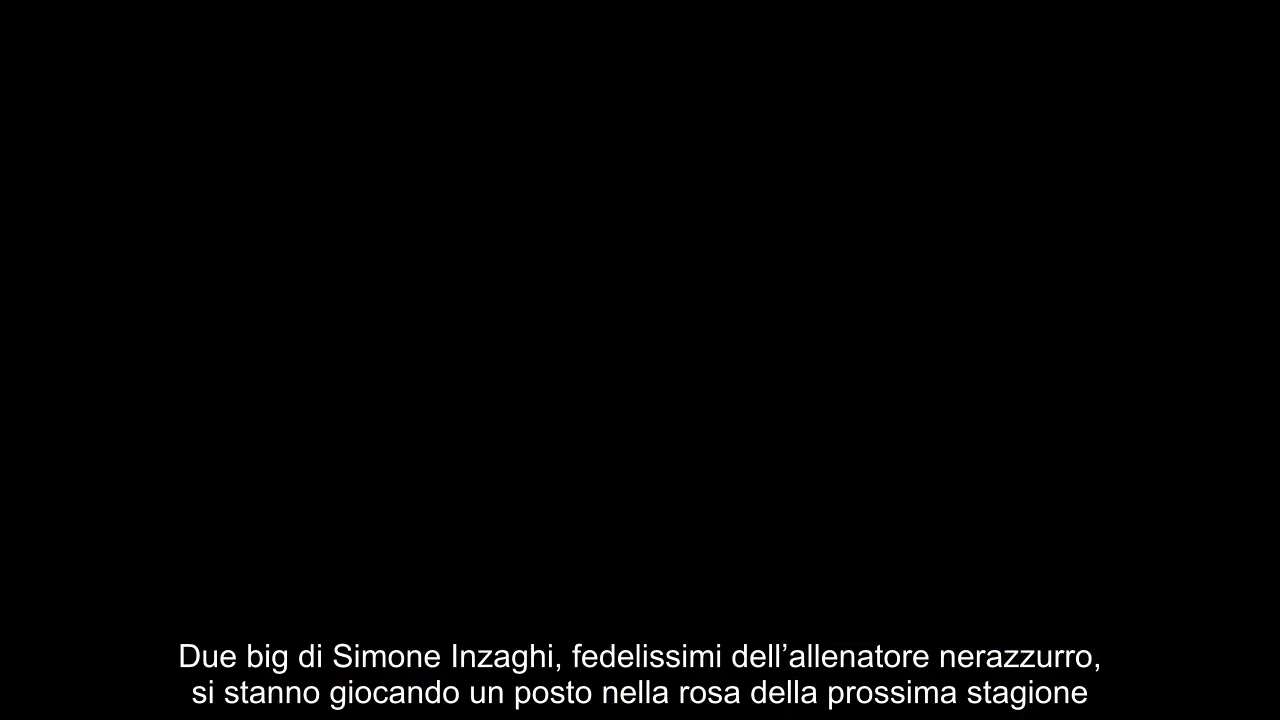 Due big di Simone Inzaghi, fedelissimi dell’allenatore nerazzurro,
si stanno giocando un posto nella rosa della prossima stagione